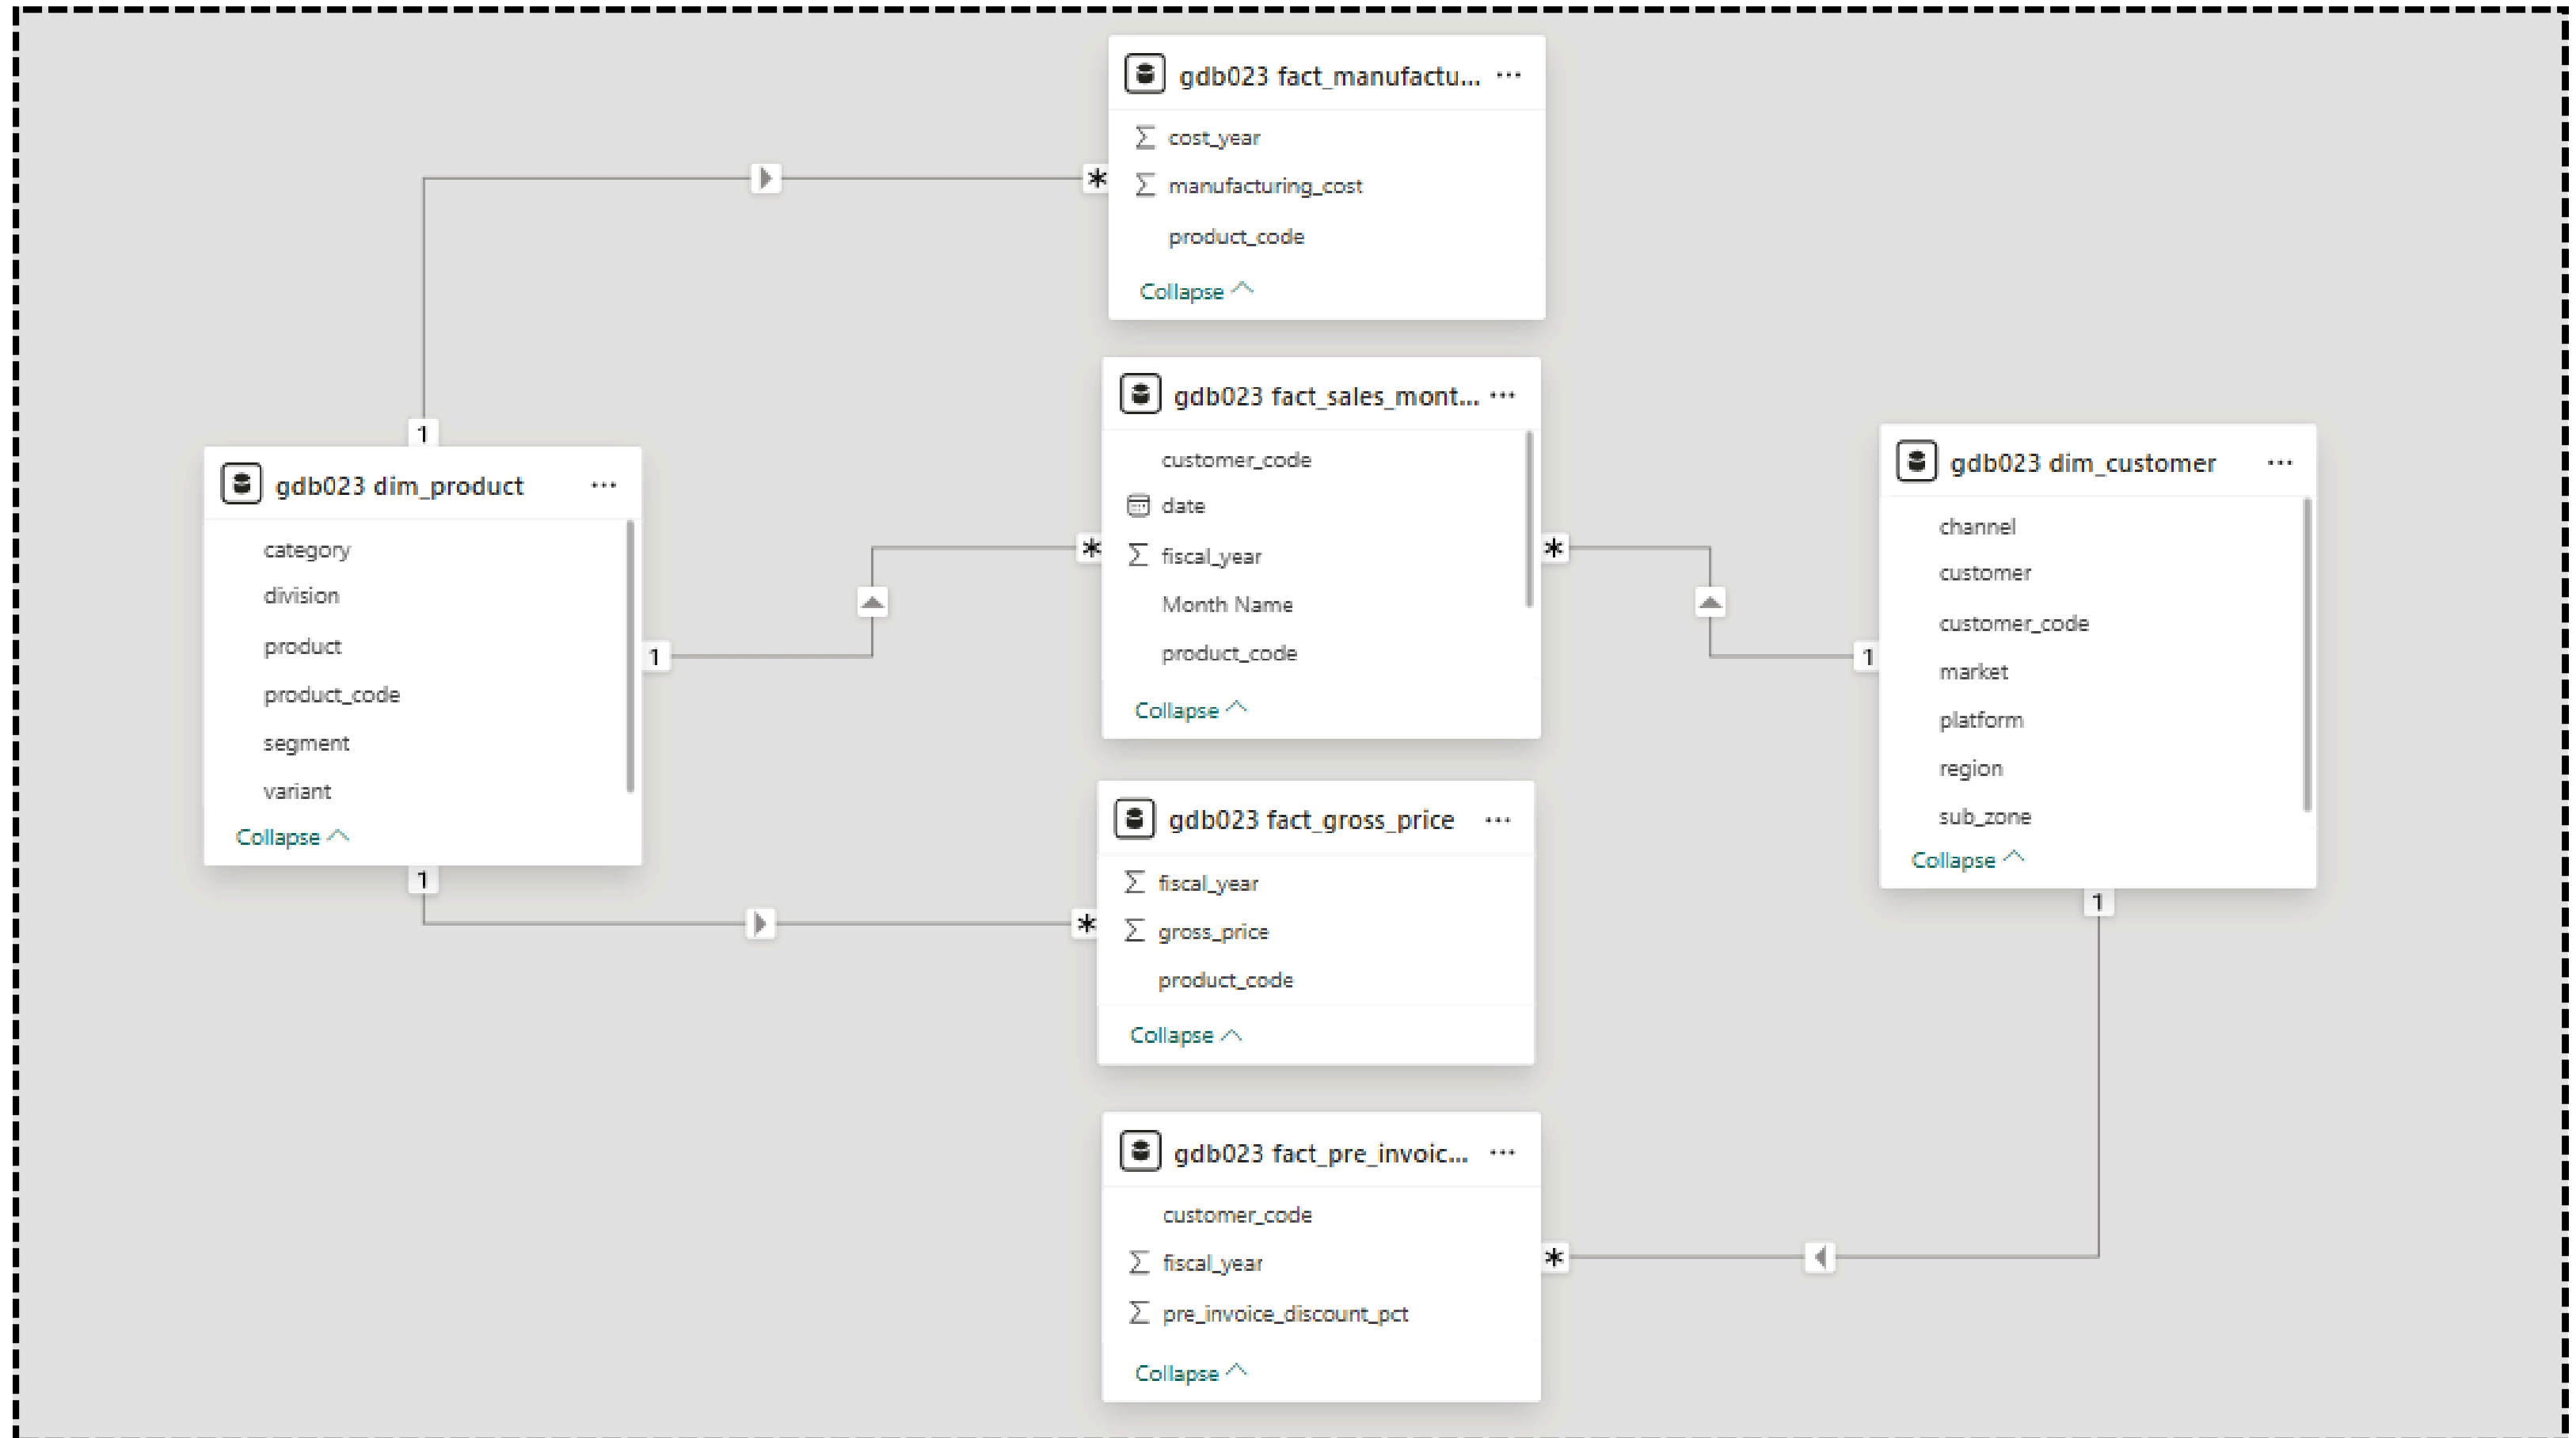 gdb023 fact_manufactu... ...
cost_year
manufacturing_cost
product_code
Collapse
1
*
gdb023 dim_product ...
category
division
product
product_code
segment
variant
Collapse
1
*
1
*
gdb023 fact_sales_mont... ...
customer_code
date
fiscal_year
Month Name
product_code
Collapse
*
1
gdb023 dim_customer ...
channel
customer
customer_code
market
platform
region
sub_zone
Collapse
1
*
gdb023 fact_gross_price ...
fiscal_year
gross_price
product_code
Collapse
gdb023 fact_pre_invoic... ...
customer_code
fiscal_year
pre_invoice_discount_pct
Collapse